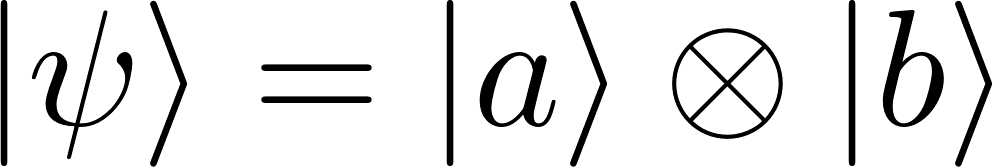 |ψ⟩ = |a⟩ ⊗ |b⟩